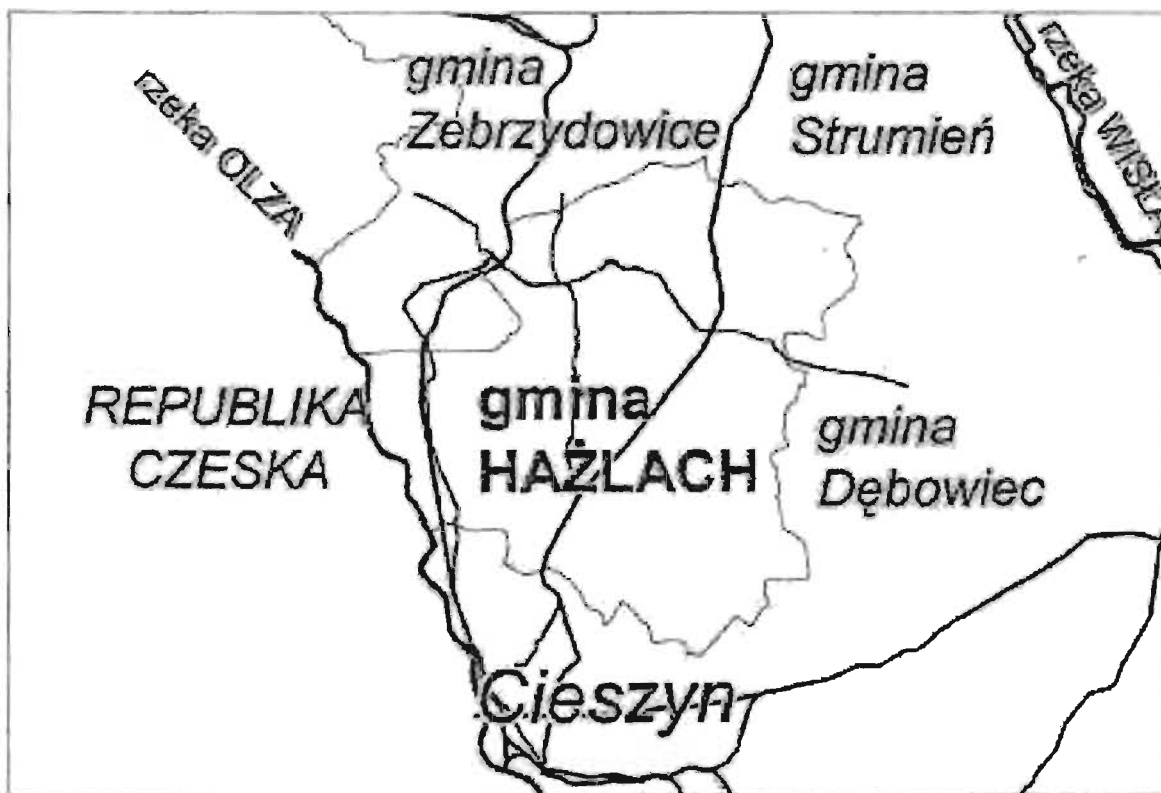 gmina
Zebrzydowice
gmina
Strumień
rzeka OLZA
rzeka WISŁA
REPUBLIKA
CZESKA
gmina
HAŻLACH
gmina
Dębowiec
Cieszyn